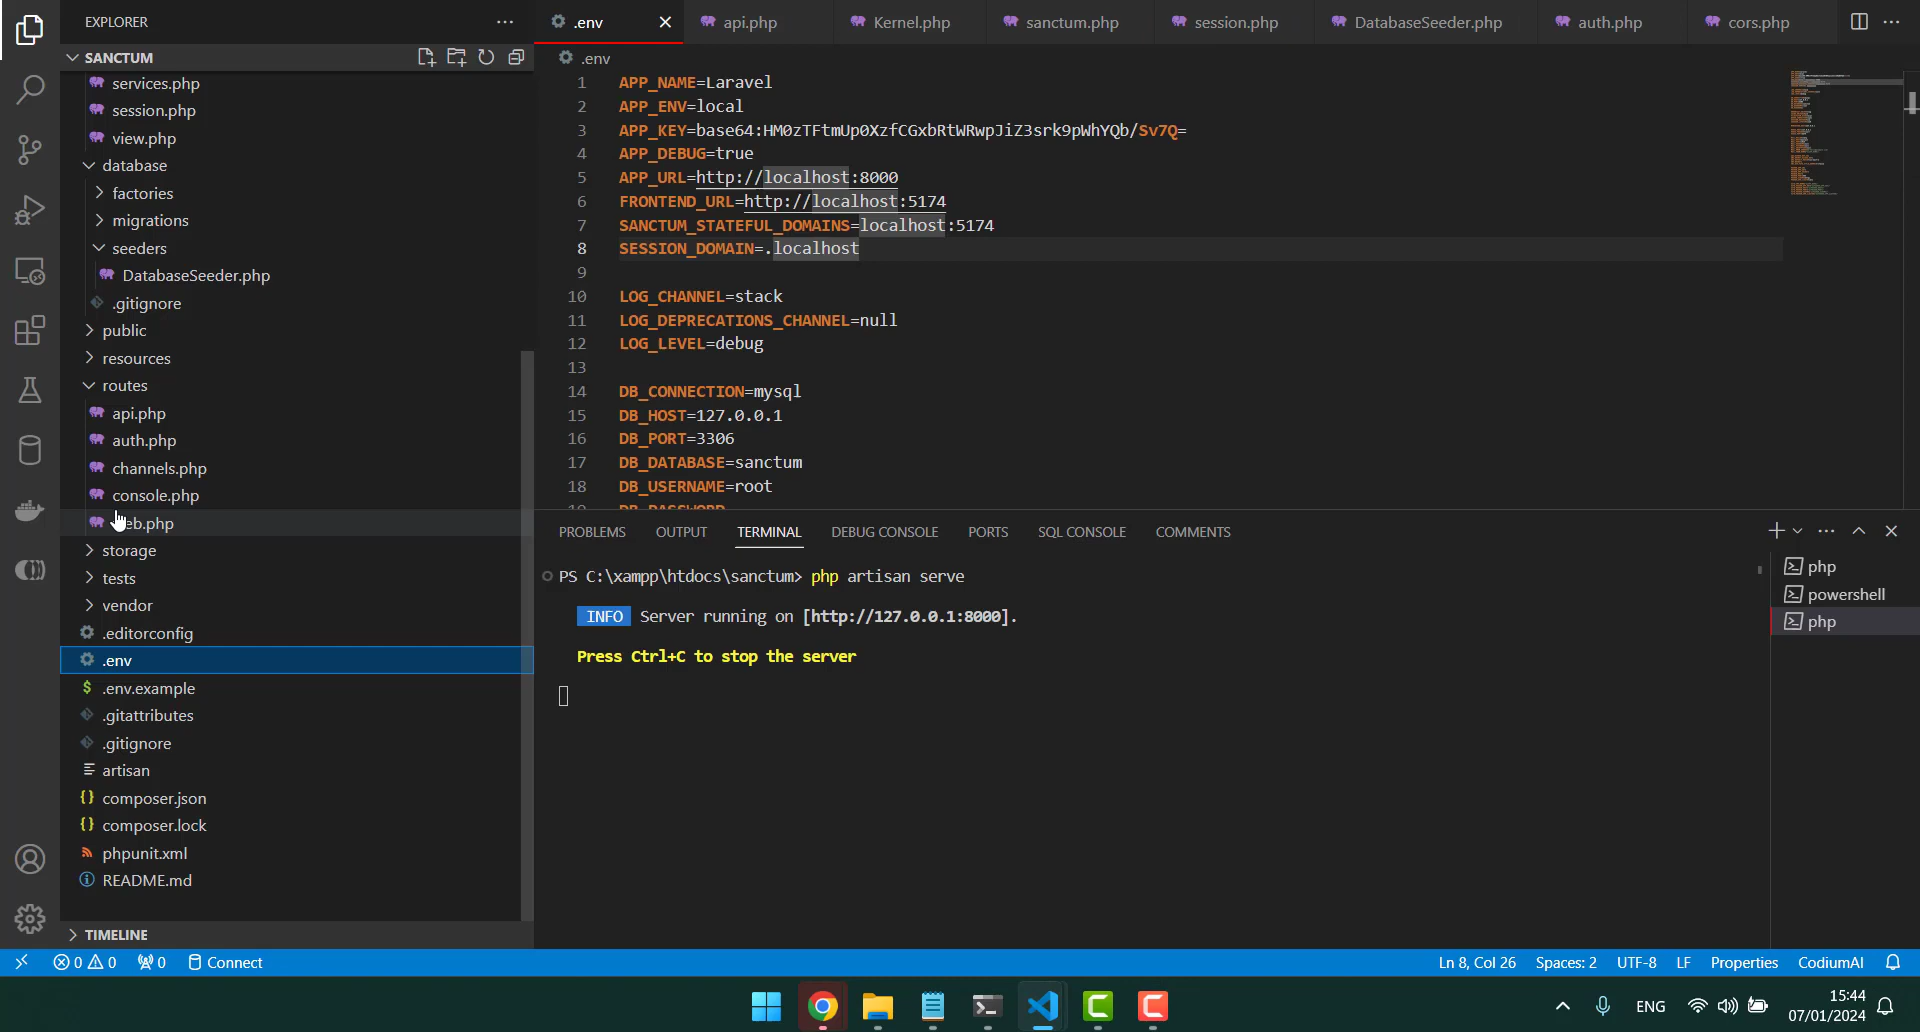 EXPLORER
SANCTUM
services.php
session.php
view.php
database
factories
migrations
seeders
DatabaseSeeder.php
.gitignore
public
resources
routes
api.php
auth.php
channels.php
console.php
eb.php
storage
tests
vendor
.editorconfig
.env
.env.example
.gitattributes
.gitignore
artisan
composer.json
composer.lock
phpunit.xml
README.md
TIMELINE
.env api.php Kernel.php sanctum.php session.php DatabaseSeeder.php auth.php cors.php
.env
1 APP_NAME=Laravel
2 APP_ENV=local
3 APP_KEY=base64:HM0zTFtmUp0XzfCGxbRtWRwpJiZ3srk9pWhYQb/Sv7Q=
4 APP_DEBUG=true
5 APP_URL=http://localhost:8000
6 FRONTEND_URL=http://localhost:5174
7 SANCTUM_STATEFUL_DOMAINS=localhost:5174
8 SESSION_DOMAIN=.localhost
9
10 LOG_CHANNEL=stack
11 LOG_DEPRECATIONS_CHANNEL=null
12 LOG_LEVEL=debug
13
14 DB_CONNECTION=mysql
15 DB_HOST=127.0.0.1
16 DB_PORT=3306
17 DB_DATABASE=sanctum
18 DB_USERNAME=root
PROBLEMS OUTPUT TERMINAL DEBUG CONSOLE PORTS SQL CONSOLE COMMENTS
PS C:\xampp\htdocs\sanctum> php artisan serve
INFO Server running on [http://127.0.0.1:8000].
Press Ctrl+C to stop the server
php
powershell
php
0 0 0 Connect Ln 8, Col 26 Spaces: 2 UTF-8 LF Properties CodiumAI
ENG 15:44
07/01/2024